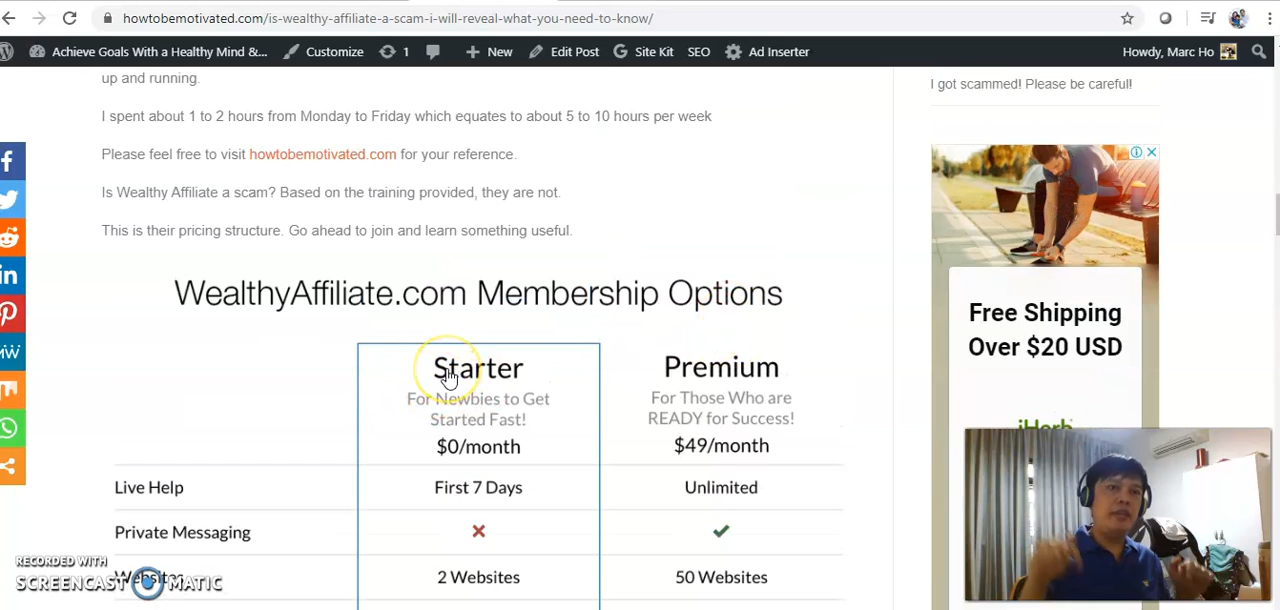 howtobemotivated.com/is-wealthy-affiliate-a-scam-i-will-reveal-what-you-need-to-know/
Achieve Goals With a Healthy Mind &... Customize 1 New Edit Post Site Kit SEO Ad Inserter Howdy, Marc Ho
up and running.
I spent about 1 to 2 hours from Monday to Friday which equates to about 5 to 10 hours per week
Please feel free to visit howtobemotivated.com for your reference.
Is Wealthy Affiliate a scam? Based on the training provided, they are not.
This is their pricing structure. Go ahead to join and learn something useful.
WealthyAffiliate.com Membership Options
Starter Premium
For Newbies to Get For Those Who are
Started Fast! READY for Success!
$0/month $49/month
Live Help First 7 Days Unlimited
Private Messaging
Websites 2 Websites 50 Websites
RECORDED WITH
SCREENCAST MATIC
I got scammed! Please be careful!
Free Shipping
Over $20 USD
iHerb